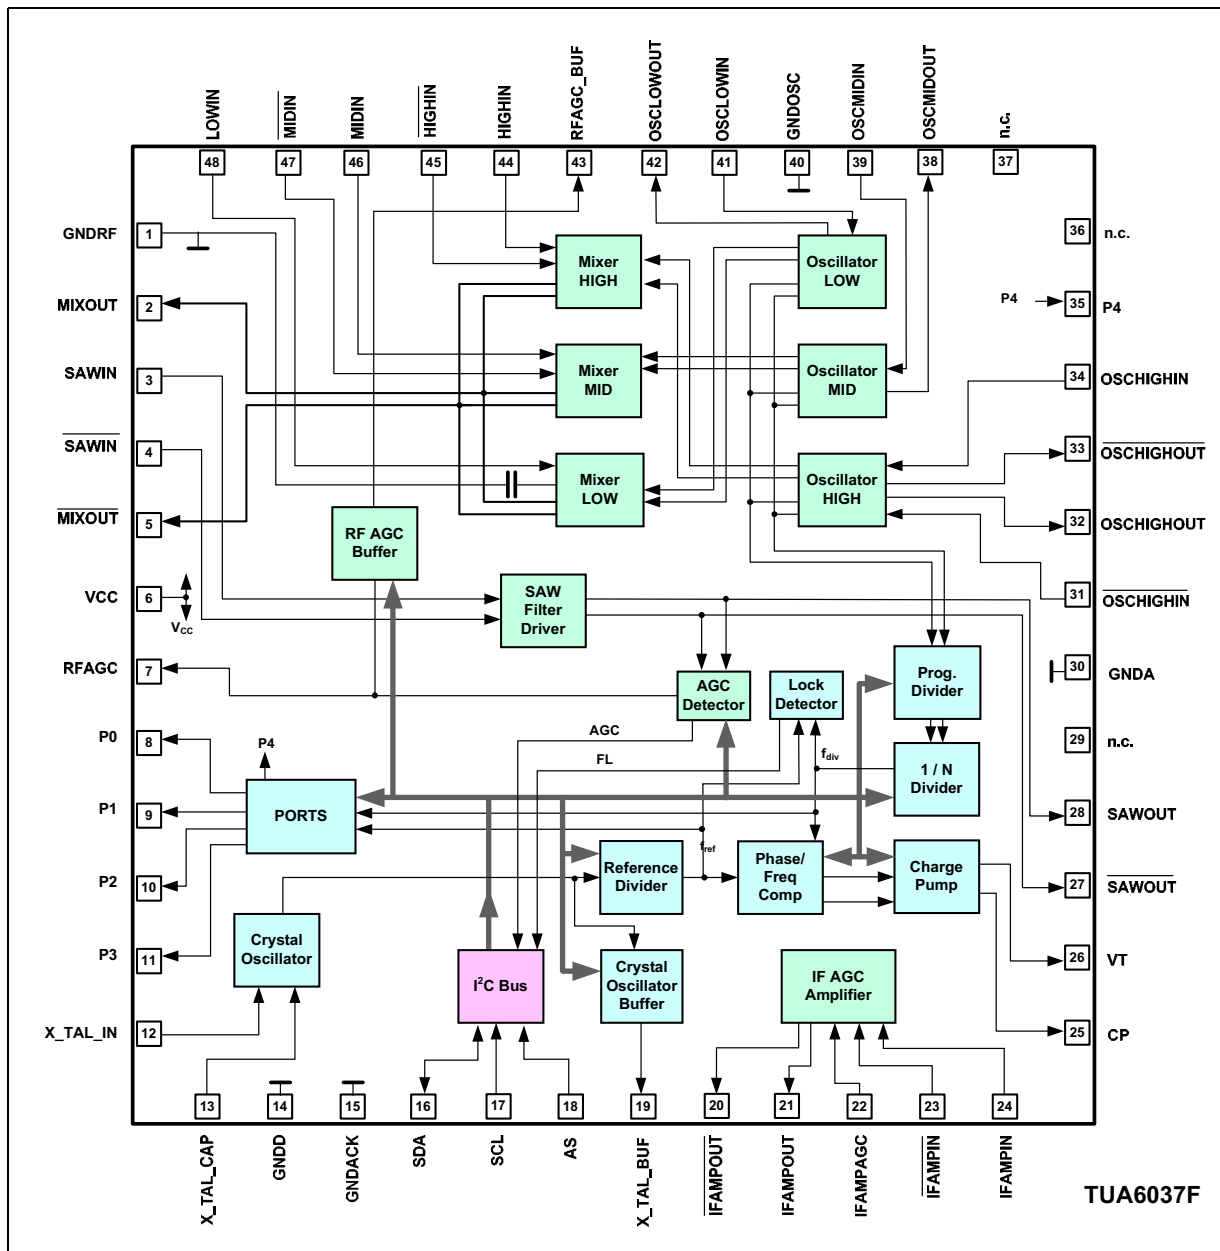 LOWIN
MIDIN
MIDIN
HIGHIN
HIGHIN
RFAGC_BUF
OSCLOWOUT
OSCLOWIN
GNDOSC
OSCMIDIN
OSCMIDOUT
n.c.
48
47
46
45
44
43
42
41
40
39
38
37
GNDRF
1
36
n.c.
Mixer
HIGH
Oscillator
LOW
MIXOUT
2
P4
35
P4
SAWIN
3
Mixer
MID
Oscillator
MID
34
OSCHIGHIN
SAWIN
4
Mixer
LOW
Oscillator
HIGH
33
OSCHIGHOUT
MIXOUT
5
32
OSCHIGHOUT
RF AGC
Buffer
VCC
6
VCC
SAW
Filter
Driver
31
OSCHIGHIN
RFAGC
7
AGC
Detector
Lock
Detector
Prog.
Divider
30
GNDA
P0
8
P4
AGC
FL
fdiv
1 / N
Divider
29
n.c.
P1
9
PORTS
28
SAWOUT
fref
P2
10
Reference
Divider
Phase/
Freq
Comp
Charge
Pump
27
SAWOUT
P3
11
Crystal
Oscillator
I2C Bus
Crystal
Oscillator
Buffer
IF AGC
Amplifier
26
VT
X_TAL_IN
12
25
CP
13
14
15
16
17
18
19
20
21
22
23
24
X_TAL_CAP
GNDD
GNDACK
SDA
SCL
AS
X_TAL_BUF
IFAMPOUT
IFAMPOUT
IFAMPAGC
IFAMPIN
IFAMPIN
TUA6037F